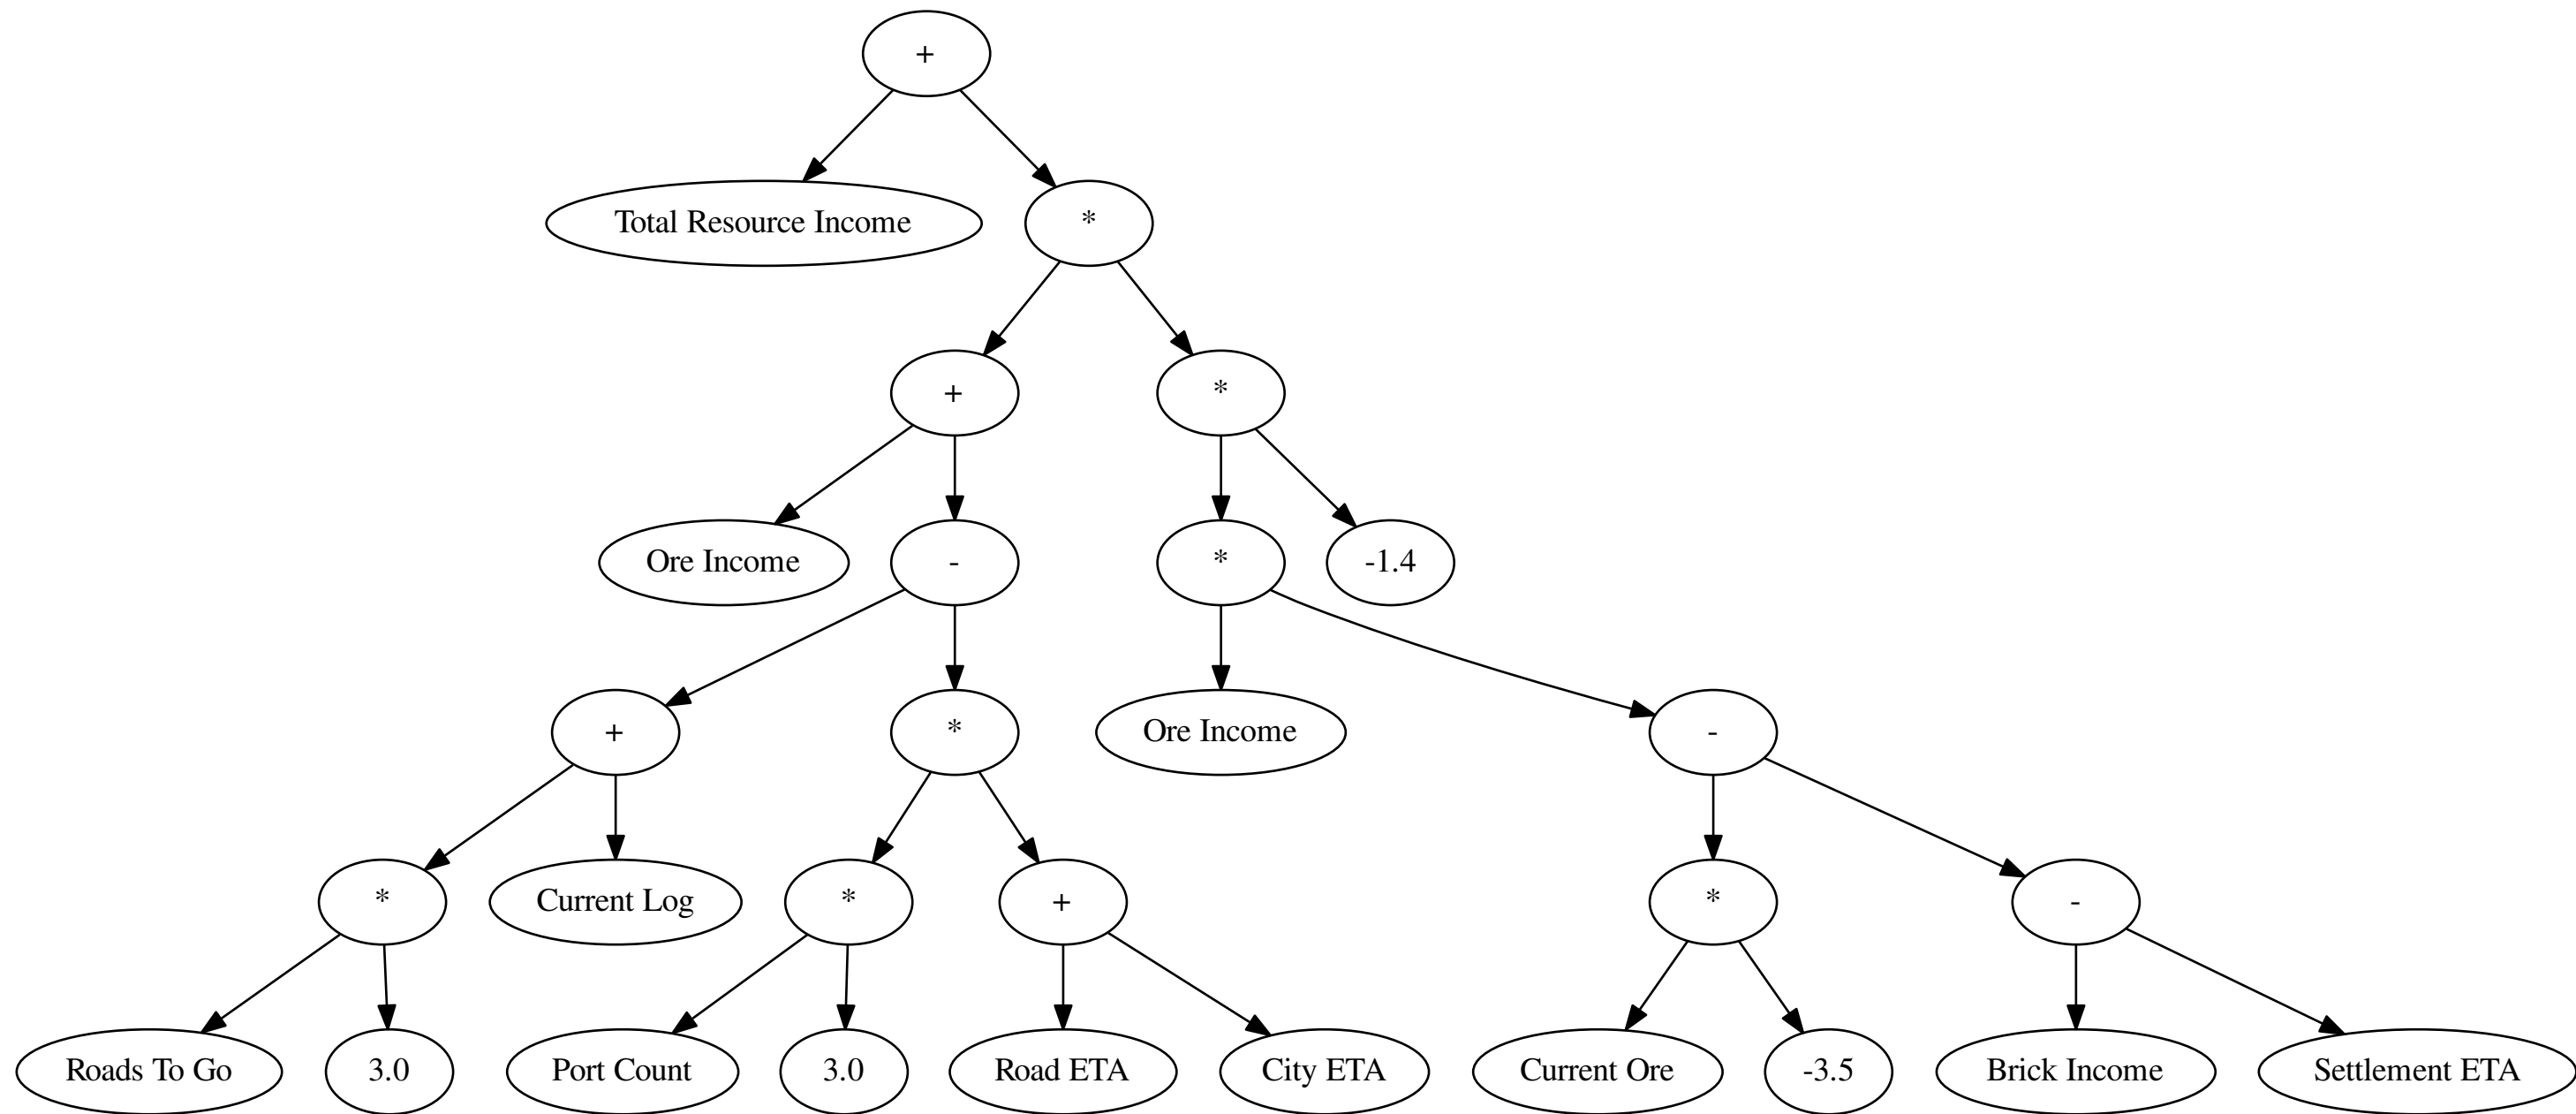 +
Total Resource Income
*
+
*
Ore Income
-
*
-1.4
+
*
Ore Income
-
*
Current Log
*
+
*
-
Roads To Go
3.0
Port Count
3.0
Road ETA
City ETA
Current Ore
-3.5
Brick Income
Settlement ETA